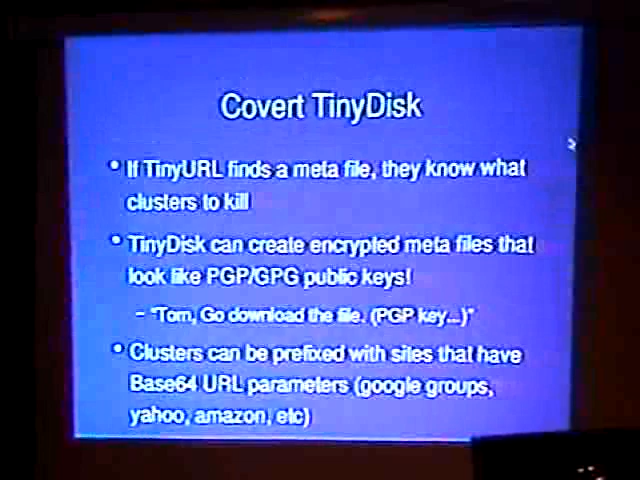 Covert TinyDisk
• If TinyURL finds a meta file, they know what
clusters to kill
• TinyDisk can create encrypted meta files that
look like PGP/GPG public keys!
– "Tom, Go download the file. (PGP key...)"
• Clusters can be prefixed with sites that have
Base64 URL parameters (google groups,
yahoo, amazon, etc)